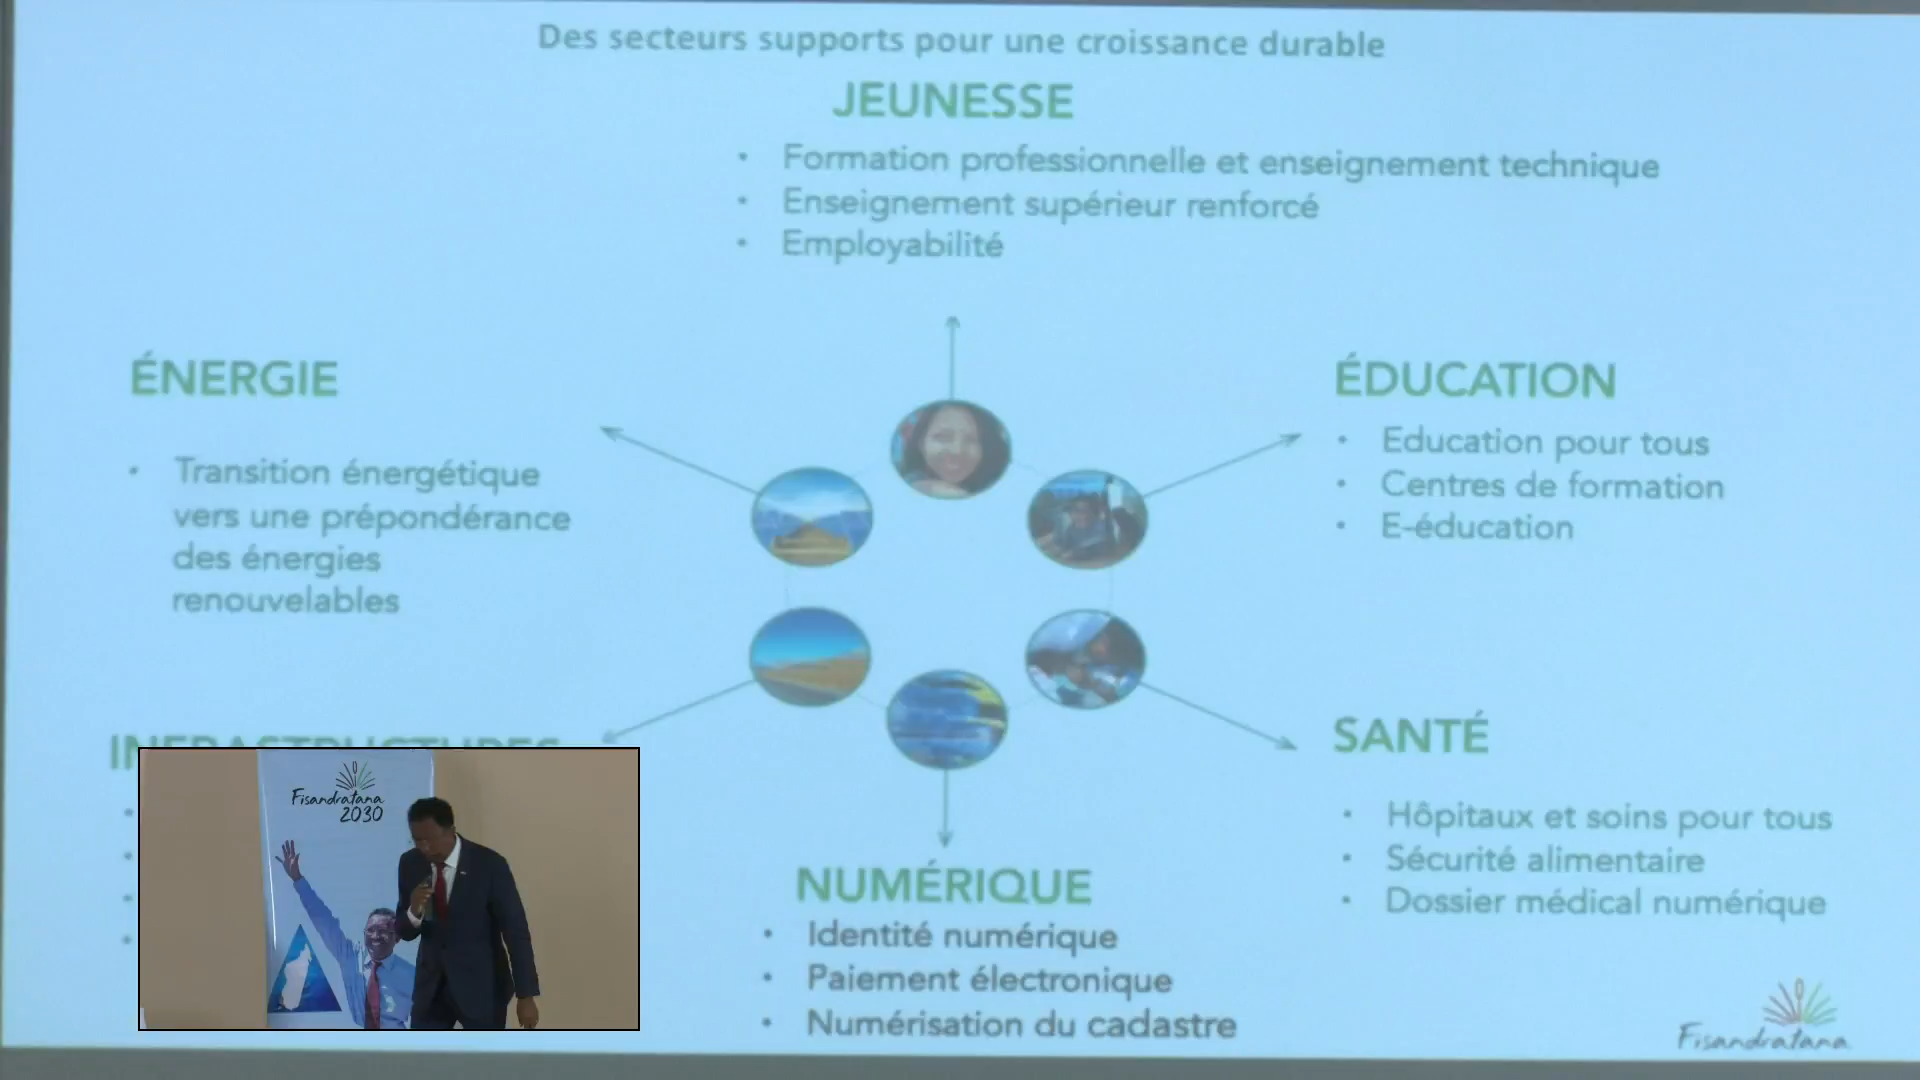 Des secteurs supports pour une croissance durable
JEUNESSE
• Formation professionnelle et enseignement technique
• Enseignement supérieur renforcé
• Employabilité
ÉNERGIE
• Transition énergétique
vers une prépondérance
des énergies
renouvelables
ÉDUCATION
• Education pour tous
• Centres de formation
• E-éducation
INFRASTRUCTURES
SANTÉ
• Hôpitaux et soins pour tous
• Sécurité alimentaire
• Dossier médical numérique
NUMÉRIQUE
• Identité numérique
• Paiement électronique
• Numérisation du cadastre
Fisandratana
2030
Fisandratana